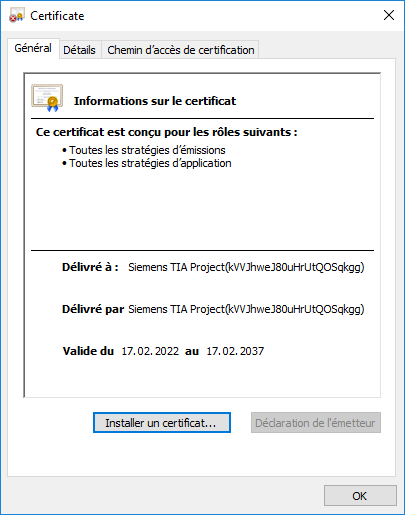 Certificate
Général
Détails
Chemin d'accès de certification
Informations sur le certificat
Ce certificat est conçu pour les rôles suivants :
• Toutes les stratégies d'émissions
• Toutes les stratégies d'application
Délivré à : Siemens TIA Project(kVVJhweJ80uHrUtQOSqkgg)
Délivré par Siemens TIA Project(kVVJhweJ80uHrUtQOSqkgg)
Valide du 17.02.2022 au 17.02.2037
Installer un certificat...
Déclaration de l'émetteur
OK